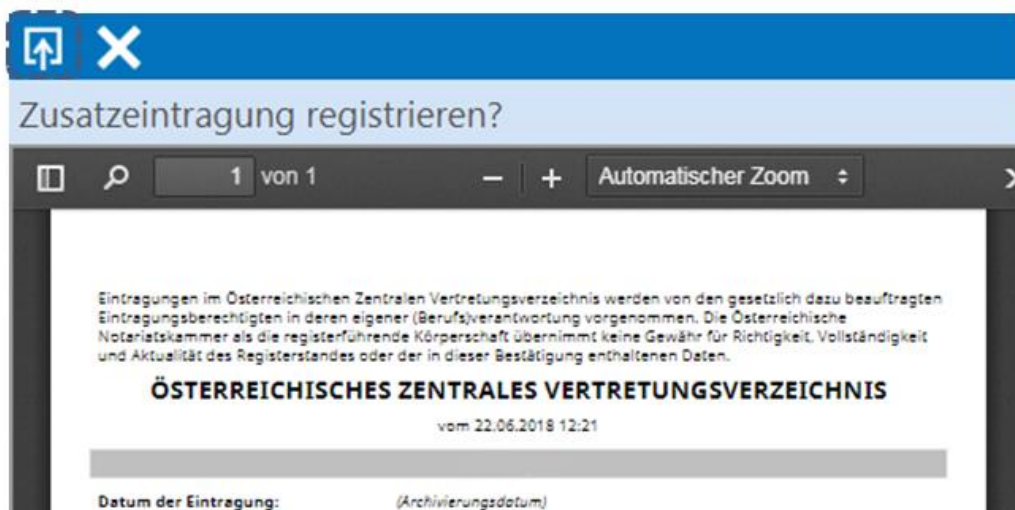 Zusatzeintragung registrieren?
1 von 1 Automatischer Zoom
Eintragungen im Österreichischen Zentralen Vertretungsverzeichnis werden von den gesetzlich dazu beauftragten
Eintragungsberechtigten in deren eigener (Berufs)verantwortung vorgenommen. Die Österreichische
Notariatskammer als die registerführende Körperschaft übernimmt keine Gewähr für Richtigkeit, Vollständigkeit
und Aktualität des Registerstandes oder der in dieser Bestätigung enthaltenen Daten.
ÖSTERREICHISCHES ZENTRALES VERTRETUNGSVERZEICHNIS
vom 22.06.2018 12:21
Datum der Eintragung: (Archivierungsdatum)